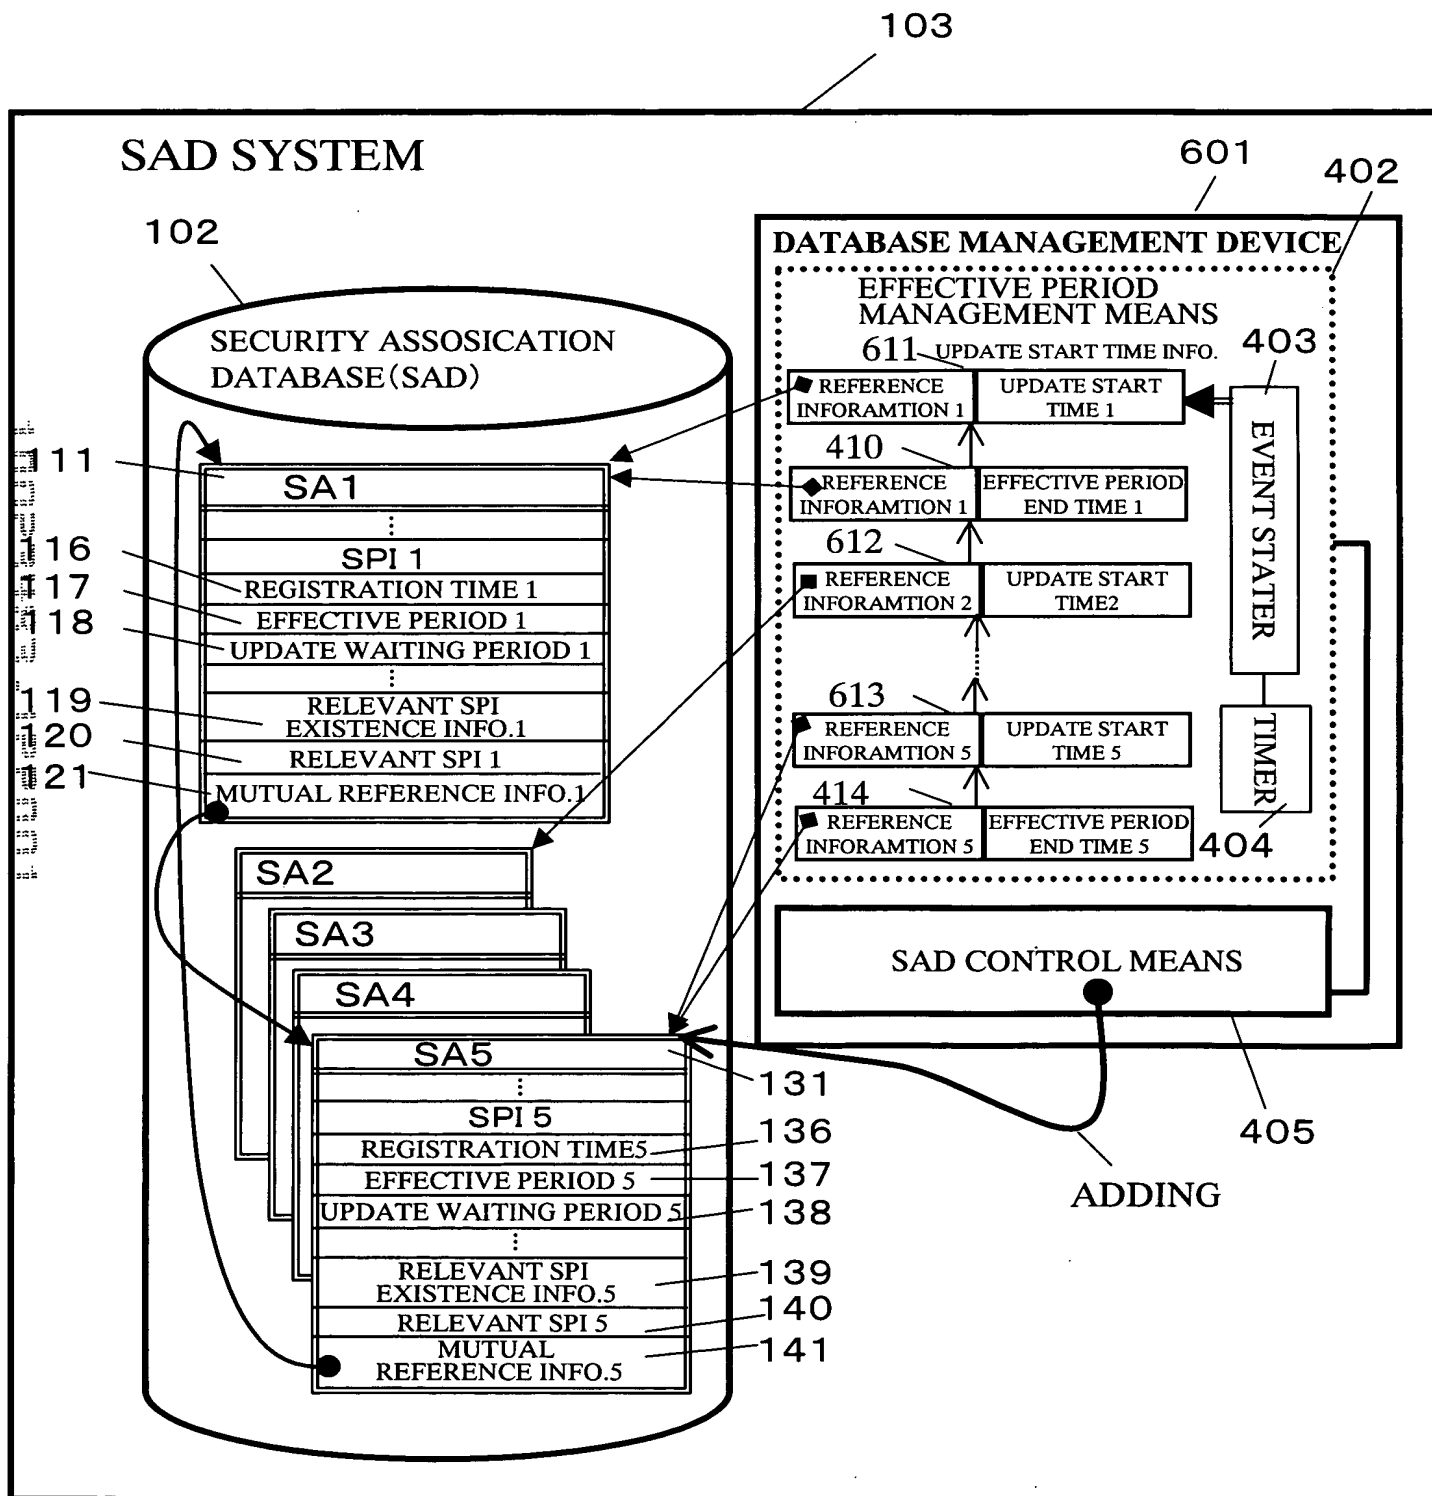 103
SAD SYSTEM
601
402
102
DATABASE MANAGEMENT DEVICE
EFFECTIVE PERIOD
MANAGEMENT MEANS
SECURITY ASSOSICATION
DATABASE(SAD)
611 UPDATE START TIME INFO.
403
REFERENCE
INFORAMTION 1
UPDATE START
TIME 1
EVENT STATER
410
REFERENCE
INFORAMTION 1
EFFECTIVE PERIOD
END TIME 1
612
REFERENCE
INFORAMTION 2
UPDATE START
TIME2
613
REFERENCE
INFORAMTION 5
UPDATE START
TIME 5
TIMER
414
REFERENCE
INFORAMTION 5
EFFECTIVE PERIOD
END TIME 5
404
111
SA1
SPI 1
116
REGISTRATION TIME 1
117
EFFECTIVE PERIOD 1
118
UPDATE WAITING PERIOD 1
119
RELEVANT SPI
EXISTENCE INFO.1
120
RELEVANT SPI 1
121
MUTUAL REFERENCE INFO.1
SA2
SA3
SA4
SAD CONTROL MEANS
405
ADDING
SA5
131
SPI 5
REGISTRATION TIME5
136
EFFECTIVE PERIOD 5
137
UPDATE WAITING PERIOD 5
138
RELEVANT SPI
EXISTENCE INFO.5
139
RELEVANT SPI 5
140
MUTUAL
REFERENCE INFO.5
141